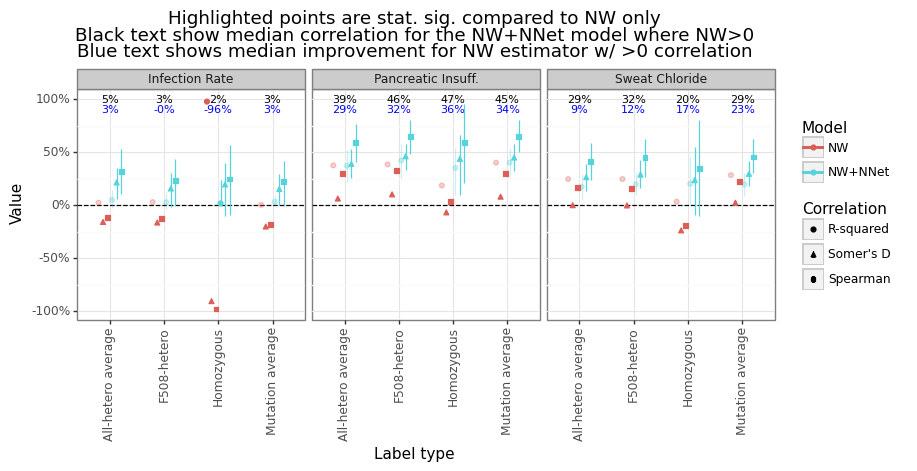 Highlighted points are stat. sig. compared to NW only
Black text show median correlation for the NW+NNet model where NW>0
Blue text shows median improvement for NW estimator w/ >0 correlation
Infection Rate
Pancreatic Insuff.
Sweat Chloride
5% 3% 2% 3%
3% -0% -96% 3%
39% 46% 47% 45%
29% 32% 36% 34%
29% 32% 20% 29%
9% 12% 17% 23%
100%
50%
0%
-50%
-100%
Value
All-hetero average
F508-hetero
Homozygous
Mutation average
All-hetero average
F508-hetero
Homozygous
Mutation average
All-hetero average
F508-hetero
Homozygous
Mutation average
Label type
Model
NW
NW+NNet
Correlation
R-squared
Somer's D
Spearman